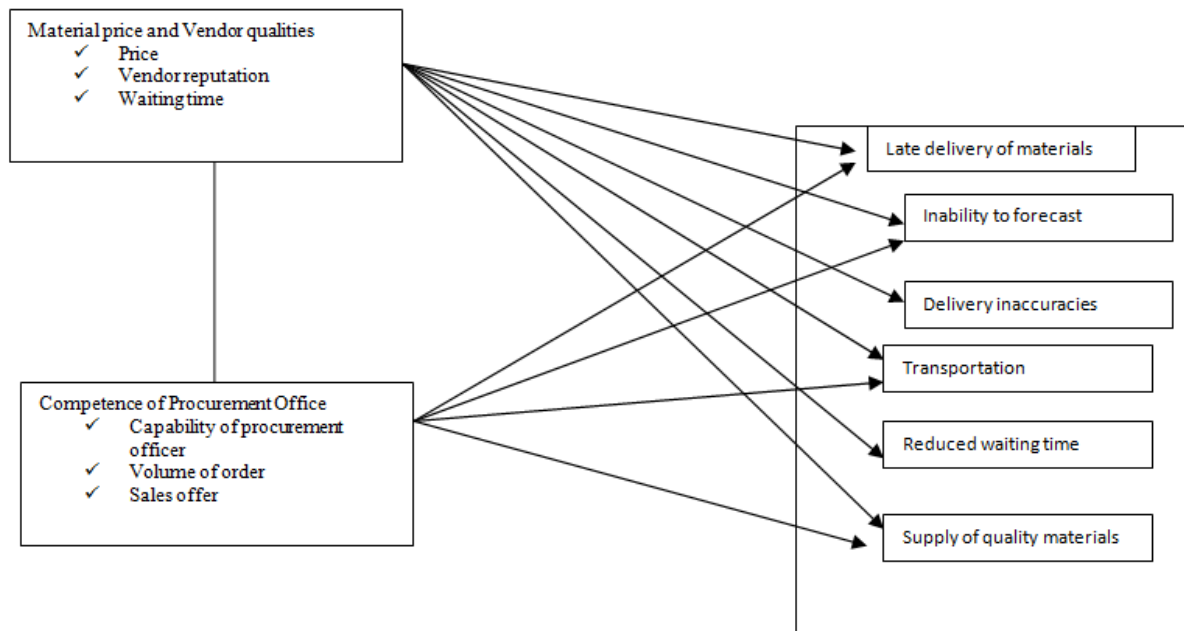 Material price and Vendor qualities
✓ Price
✓ Vendor reputation
✓ Waiting time
Late delivery of materials
Inability to forecast
Delivery inaccuracies
Transportation
Competence of Procurement Office
✓ Capability of procurement
officer
✓ Volume of order
✓ Sales offer
Reduced waiting time
Supply of quality materials